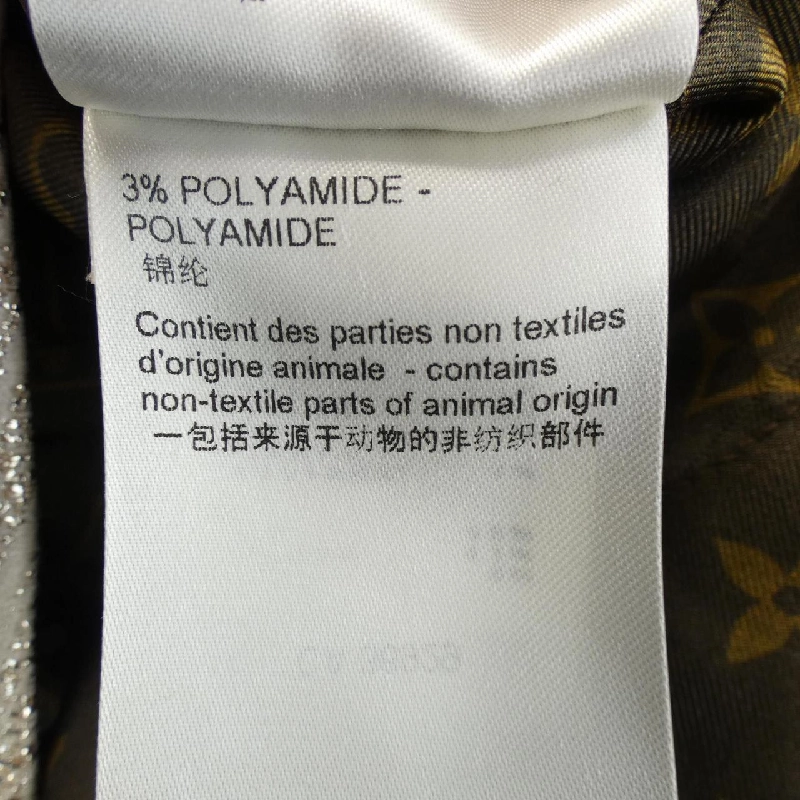 3% POLYAMIDE -
POLYAMIDE
锦纶
Contient des parties non textiles
d'origine animale - contains
non-textile parts of animal origin
一包括来源于动物的非纺织部件